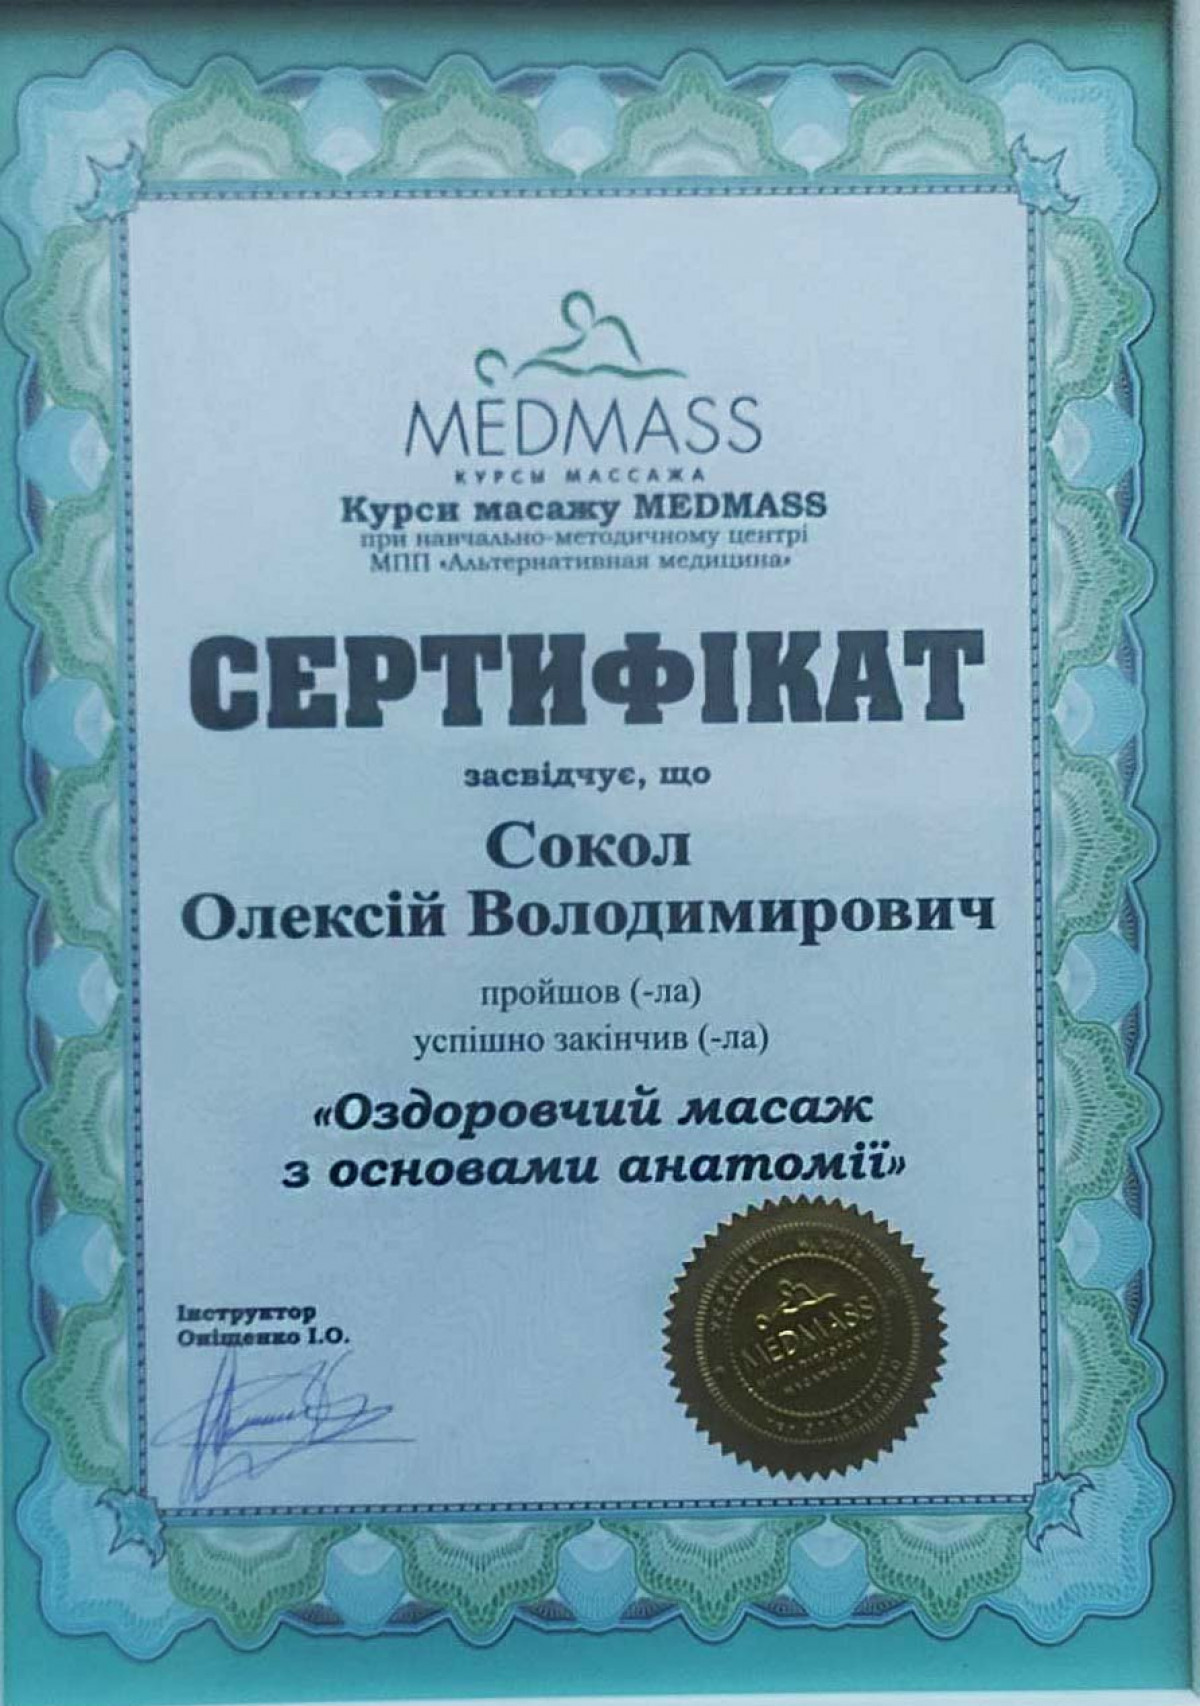 MEDMASS
КУРСЫ МАССАЖА
Курси масажу MEDMASS
при навчально-методичному центрі
МПП «Альтернативная медицина»
СЕРТИФІКАТ
засвідчує, що
Сокол
Олексій Володимирович
пройшов (-ла)
успішно закінчив (-ла)
«Оздоровчий масаж
з основами анатомії»
Інструктор
Оніщенко І.О.
MEDMASS